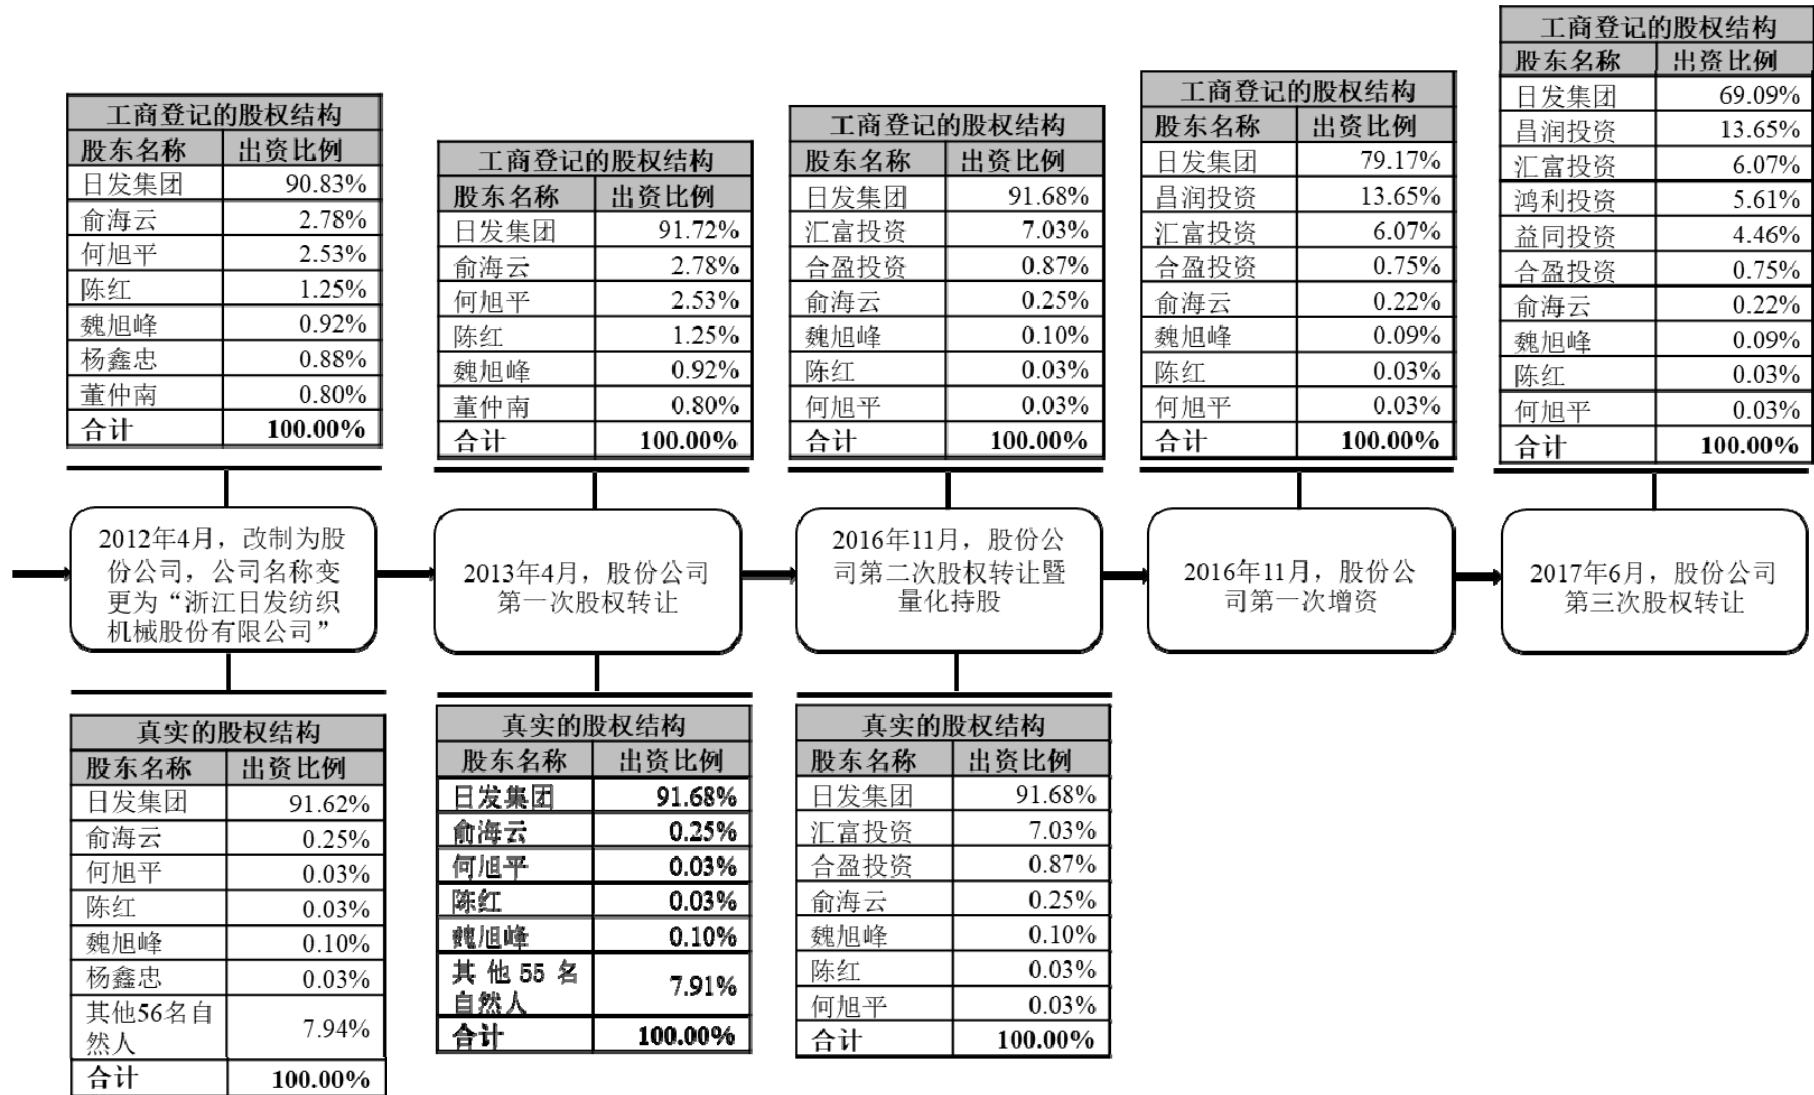 工商登记的股权结构
股东名称 出资比例
日发集团 90.83%
俞海云 2.78%
何旭平 2.53%
陈红 1.25%
魏旭峰 0.92%
杨鑫忠 0.88%
董仲南 0.80%
合计 100.00%
工商登记的股权结构
股东名称 出资比例
日发集团 91.72%
俞海云 2.78%
何旭平 2.53%
陈红 1.25%
魏旭峰 0.92%
董仲南 0.80%
合计 100.00%
工商登记的股权结构
股东名称 出资比例
日发集团 91.68%
汇富投资 7.03%
合盈投资 0.87%
俞海云 0.25%
魏旭峰 0.10%
陈红 0.03%
何旭平 0.03%
合计 100.00%
工商登记的股权结构
股东名称 出资比例
日发集团 79.17%
昌润投资 13.65%
汇富投资 6.07%
合盈投资 0.75%
俞海云 0.22%
魏旭峰 0.09%
陈红 0.03%
何旭平 0.03%
合计 100.00%
工商登记的股权结构
股东名称 出资比例
日发集团 69.09%
昌润投资 13.65%
汇富投资 6.07%
鸿利投资 5.61%
益同投资 4.46%
合盈投资 0.75%
俞海云 0.22%
魏旭峰 0.09%
陈红 0.03%
何旭平 0.03%
合计 100.00%
2012年4月，改制为股
份公司，公司名称变
更为“浙江日发纺织
机械股份有限公司”
2013年4月，股份公司
第一次股权转让
2016年11月，股份公
司第二次股权转让暨
量化持股
2016年11月，股份公
司第一次增资
2017年6月，股份公司
第三次股权转让
真实的股权结构
股东名称 出资比例
日发集团 91.62%
俞海云 0.25%
何旭平 0.03%
陈红 0.03%
魏旭峰 0.10%
杨鑫忠 0.03%
其他56名自
然人 7.94%
合计 100.00%
真实的股权结构
股东名称 出资比例
日发集团 91.68%
俞海云 0.25%
何旭平 0.03%
陈红 0.03%
魏旭峰 0.10%
其 他 55 名
自然人 7.91%
合计 100.00%
真实的股权结构
股东名称 出资比例
日发集团 91.68%
汇富投资 7.03%
合盈投资 0.87%
俞海云 0.25%
魏旭峰 0.10%
陈红 0.03%
何旭平 0.03%
合计 100.00%